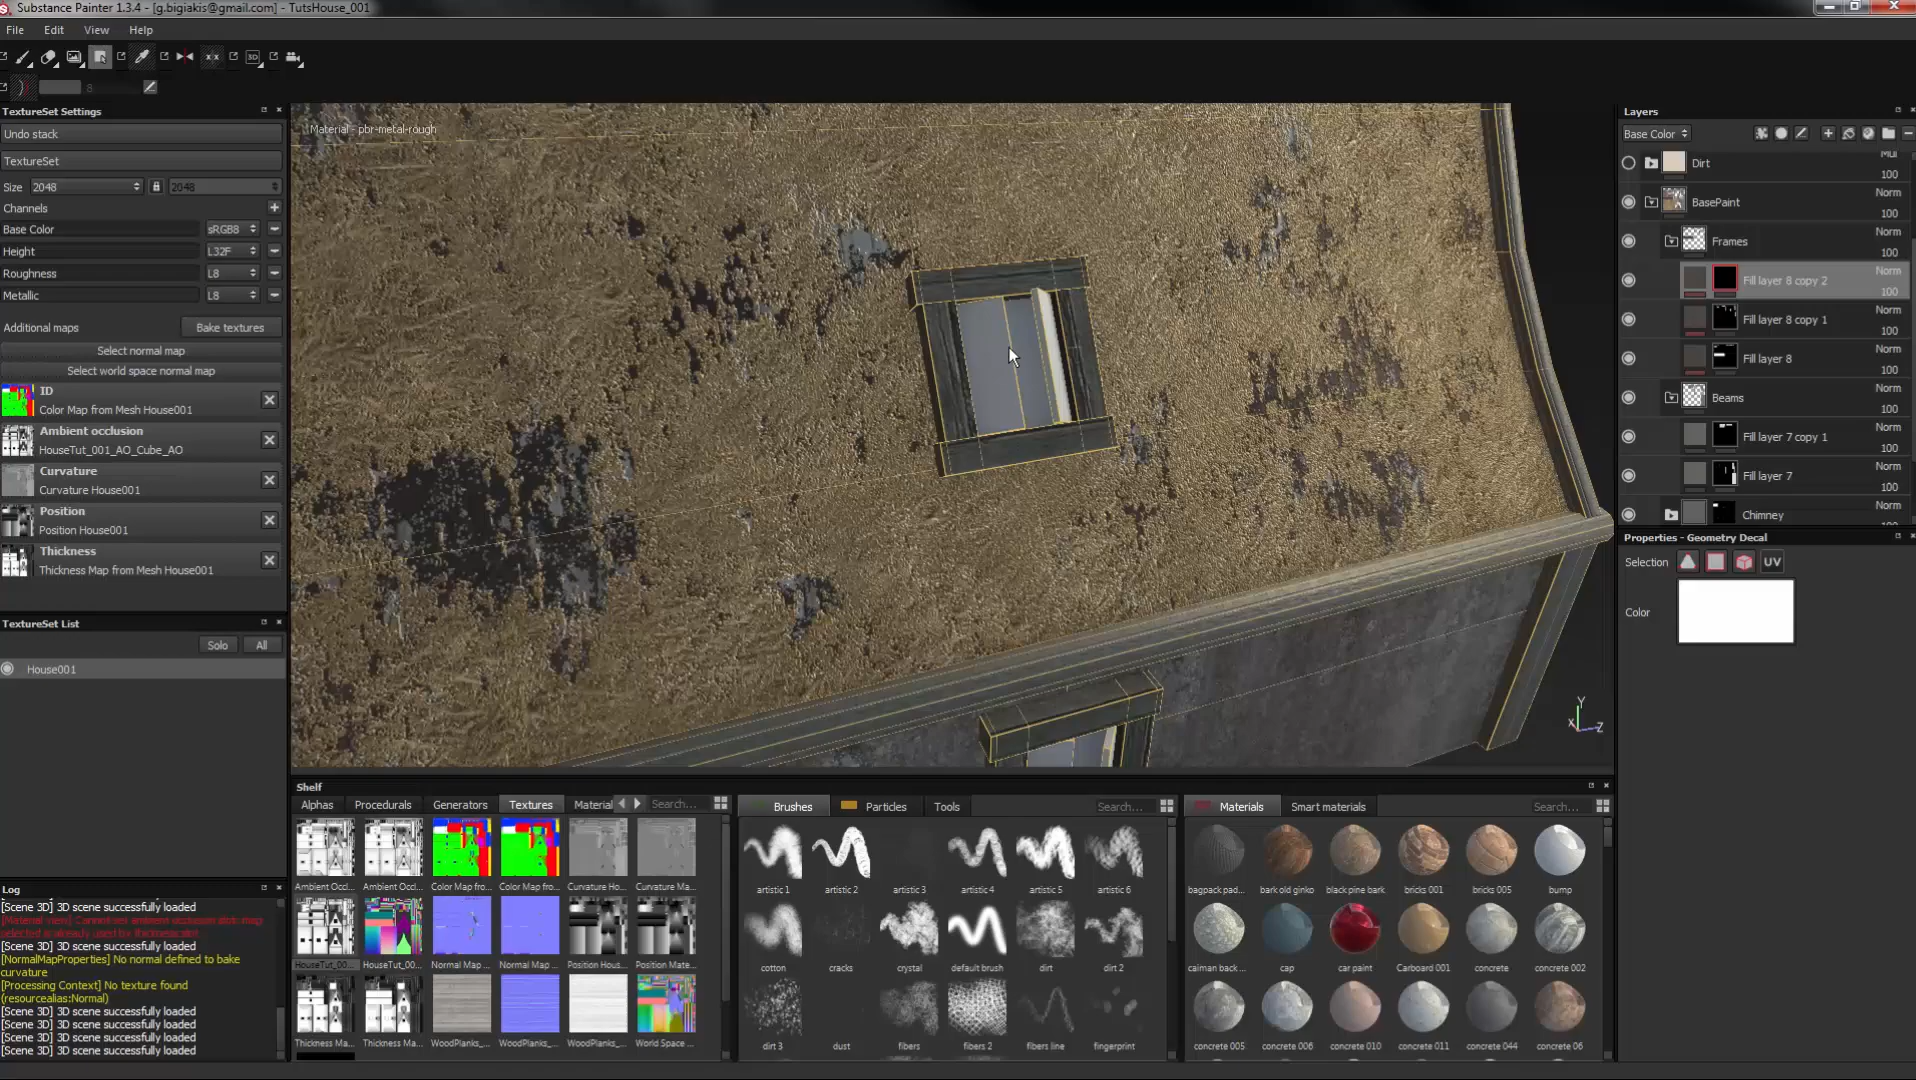 Substance Painter 1.3.4 - [g.bigiakis@gmail.com] - TutsHouse_001
File Edit View Help
8
TextureSet Settings
Undo stack
TextureSet
Size 2048 2048
Channels
Base Color sRGB8
Height L32F
Roughness L8
Metallic L8
Additional maps Bake textures
Select normal map
Select world space normal map
ID
Color Map from Mesh House001
Ambient occlusion
HouseTut_001_AO_Cube_AO
Curvature
Curvature House001
Position
Position House001
Thickness
Thickness Map from Mesh House001
TextureSet List
Solo All
House001
Log
[Scene 3D] 3D scene successfully loaded
[Scene 3D] 3D scene successfully loaded
[NormalMapProperties] No normal defined to bake
curvature
[Processing Context] No texture found
(resourcealias:Normal)
[Scene 3D] 3D scene successfully loaded
[Scene 3D] 3D scene successfully loaded
[Scene 3D] 3D scene successfully loaded
[Scene 3D] 3D scene successfully loaded
Material - pbr-metal-rough
Y
X Z
Shelf
Alphas Procedurals Generators Textures Material Search...
Ambient Occl... Ambient Occl... Color Map fro... Color Map fro... Curvature Ho... Curvature Ma...
HouseTut_00... HouseTut_00... Normal Map ... Normal Map ... Position Hous... Position Mate...
Thickness Ma... Thickness Ma... WoodPlanks_... WoodPlanks_... WoodPlanks_... World Space ...
Brushes Particles Tools Search...
artistic 1 artistic 2 artistic 3 artistic 4 artistic 5 artistic 6
cotton cracks crystal default brush dirt dirt 2
dirt 3 dust fibers fibers 2 fibers line fingerprint
Materials Smart materials Search...
bagpack pad... bark old ginko black pine bark bricks 001 bricks 005 bump
caiman back ... cap car paint Carboard 001 concrete concrete 002
concrete 005 concrete 006 concrete 010 concrete 011 concrete 044 concrete 06
Layers
Base Color
Dirt Mul 100
BasePaint Norm 100
Frames Norm 100
Fill layer 8 copy 2 Norm 100
Fill layer 8 copy 1 Norm 100
Fill layer 8 Norm 100
Beams Norm 100
Fill layer 7 copy 1 Norm 100
Fill layer 7 Norm 100
Chimney Norm 100
Properties - Geometry Decal
Selection UV
Color